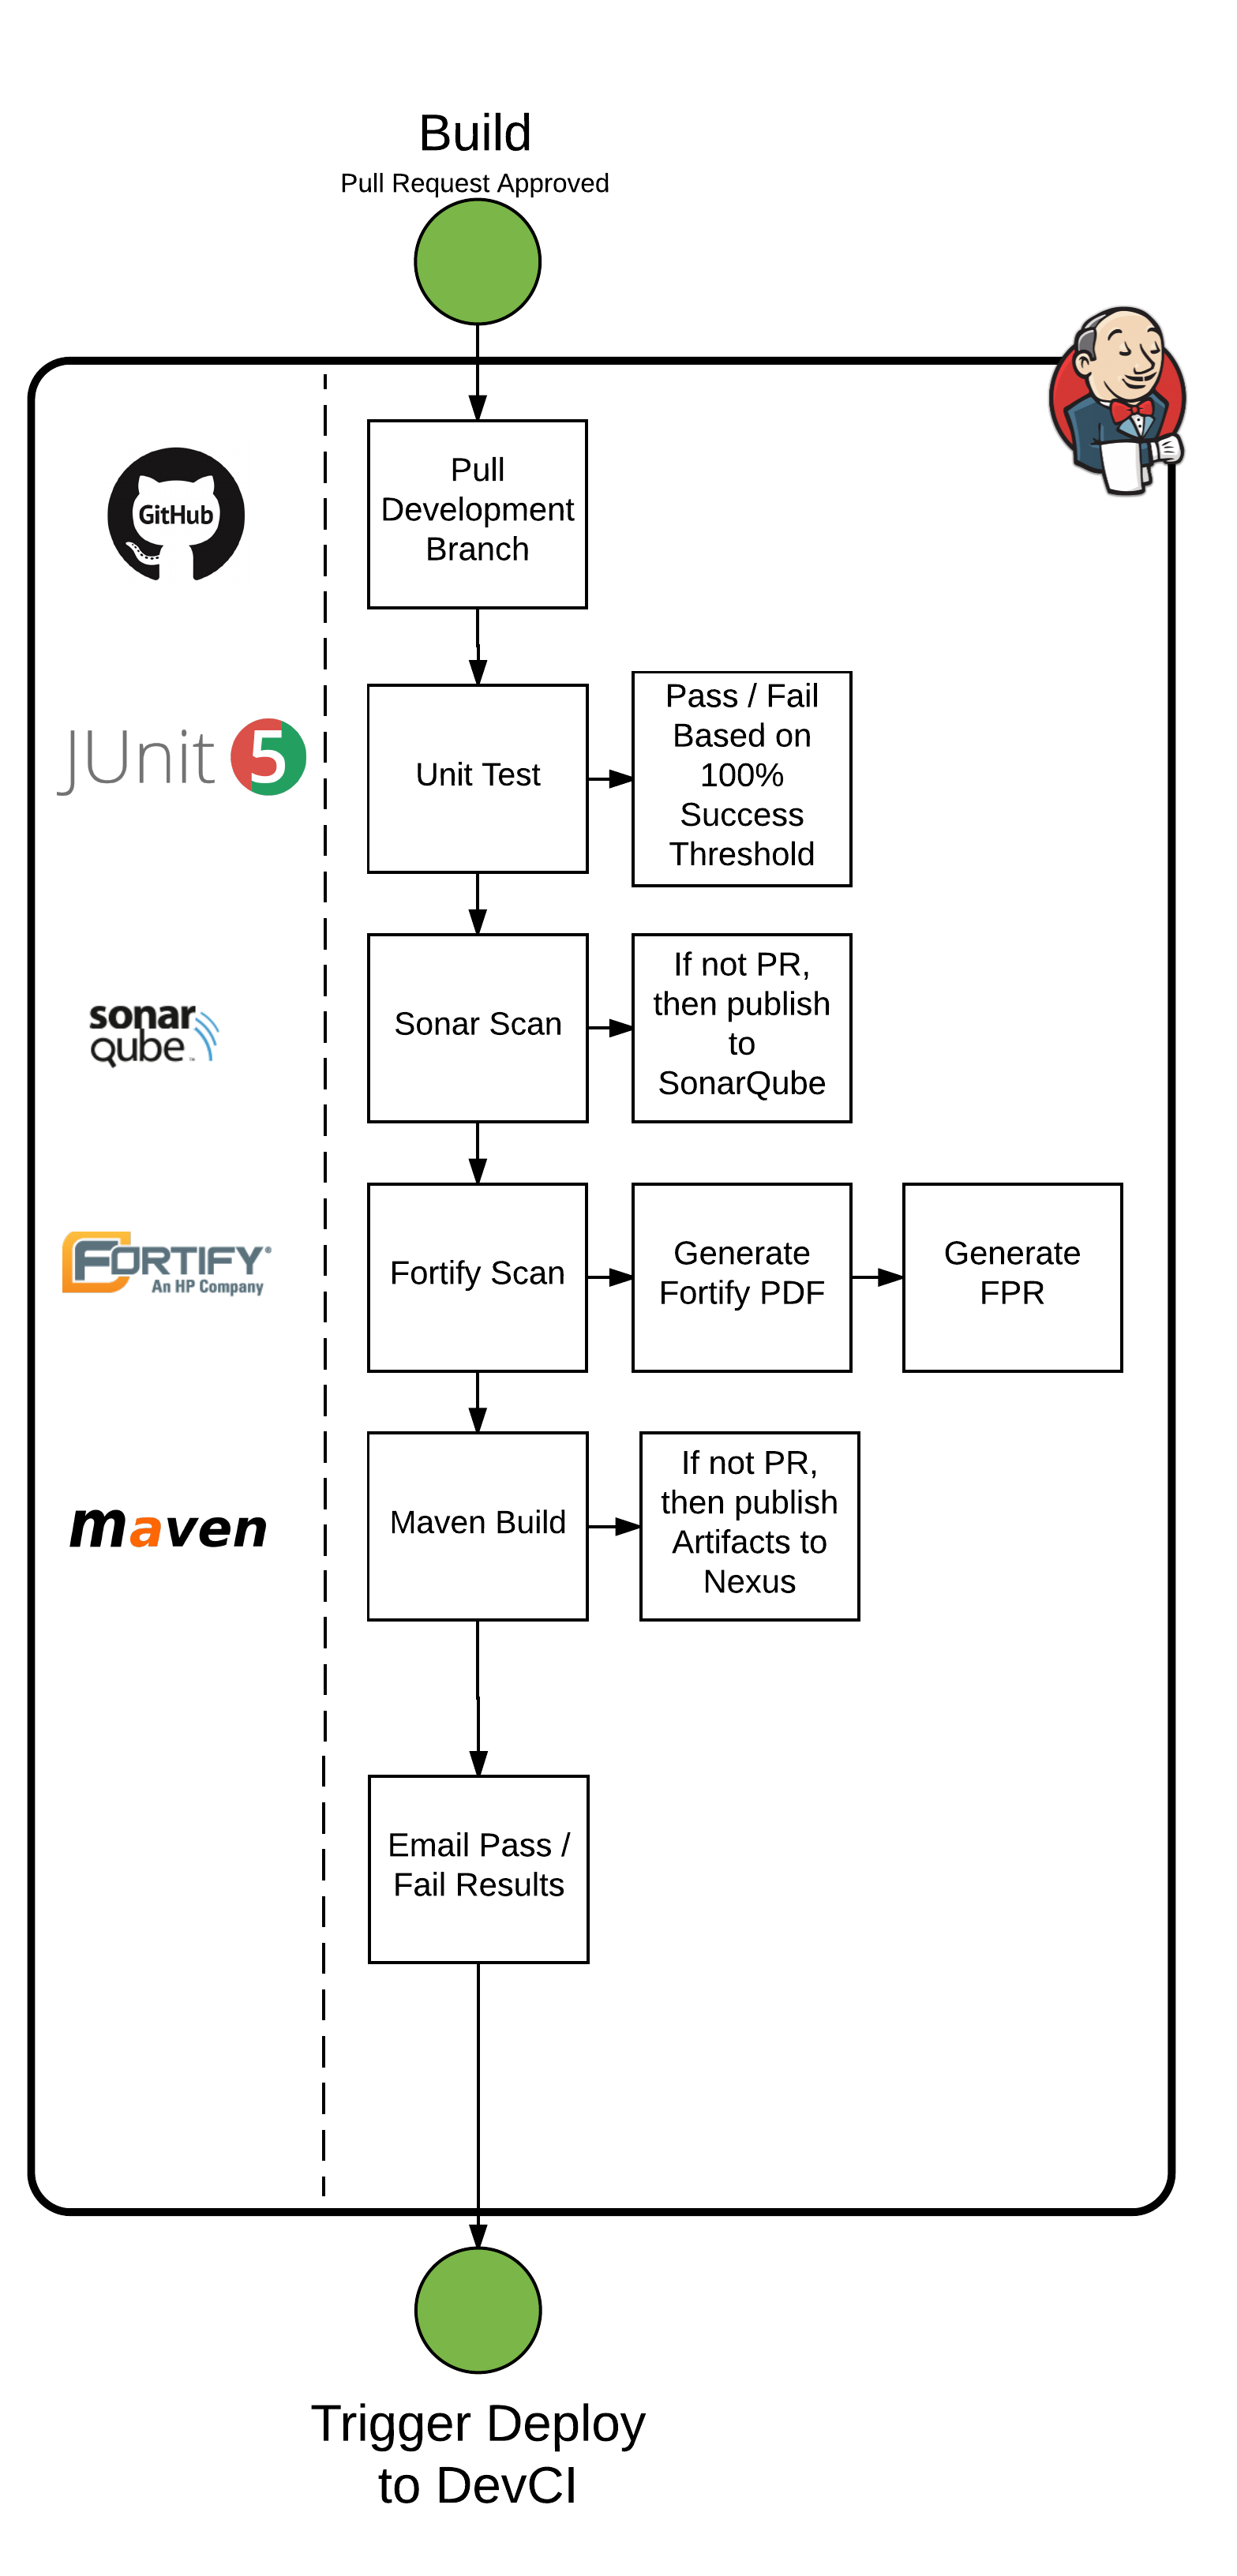 Build
Pull Request Approved
GitHub
Pull
Development
Branch
JUnit 5
Unit Test
Pass / Fail
Based on
100%
Success
Threshold
sonar
qube™
Sonar Scan
If not PR,
then publish
to
SonarQube
FORTIFY®
An HP Company
Fortify Scan
Generate
Fortify PDF
Generate
FPR
maven
Maven Build
If not PR,
then publish
Artifacts to
Nexus
Email Pass /
Fail Results
Trigger Deploy
to DevCI